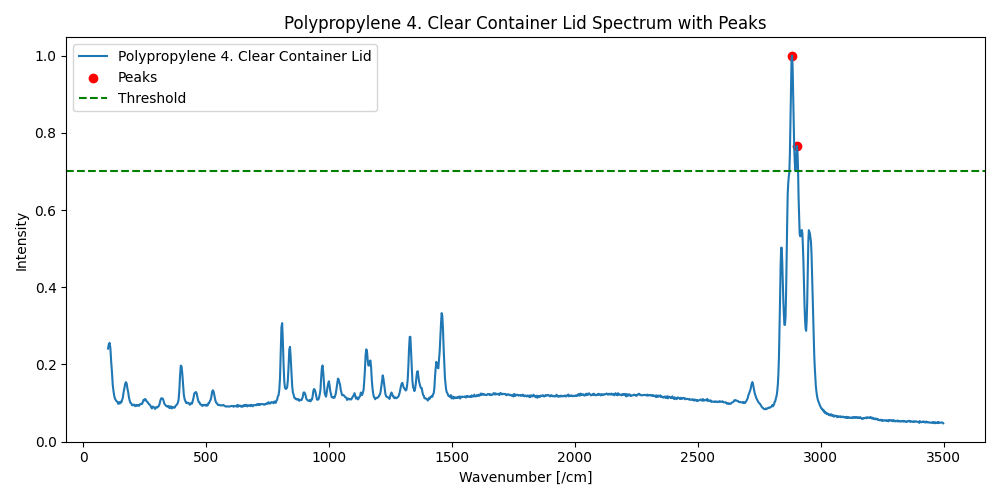 Polypropylene 4. Clear Container Lid Spectrum with Peaks
Polypropylene 4. Clear Container Lid
Peaks
Threshold
1.0
0.8
0.6
0.4
0.2
0.0
Intensity
0
500
1000
1500
2000
2500
3000
3500
Wavenumber [/cm]